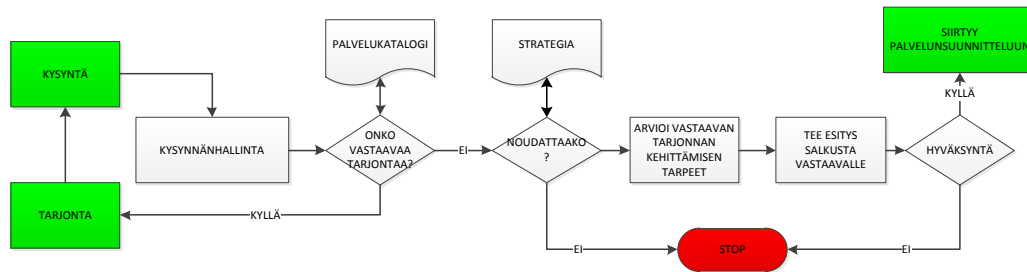 KYSYNTÄ
TARJONTA
KYSYNNÄNHALLINTA
PALVELUKATALOGI
ONKO
VASTAAVAA
TARJONTAA?
KYLLÄ
EI
STRATEGIA
NOUDATTAAKO
?
EI
ARVIOI VASTAAVAN
TARJONNAN
KEHITTÄMISEN
TARPEET
TEE ESITYS
SALKUSTA
VASTAAVALLE
HYVÄKSYNTÄ
KYLLÄ
SIIRTYY
PALVELUNSUUNNITTELUUN
EI
STOP